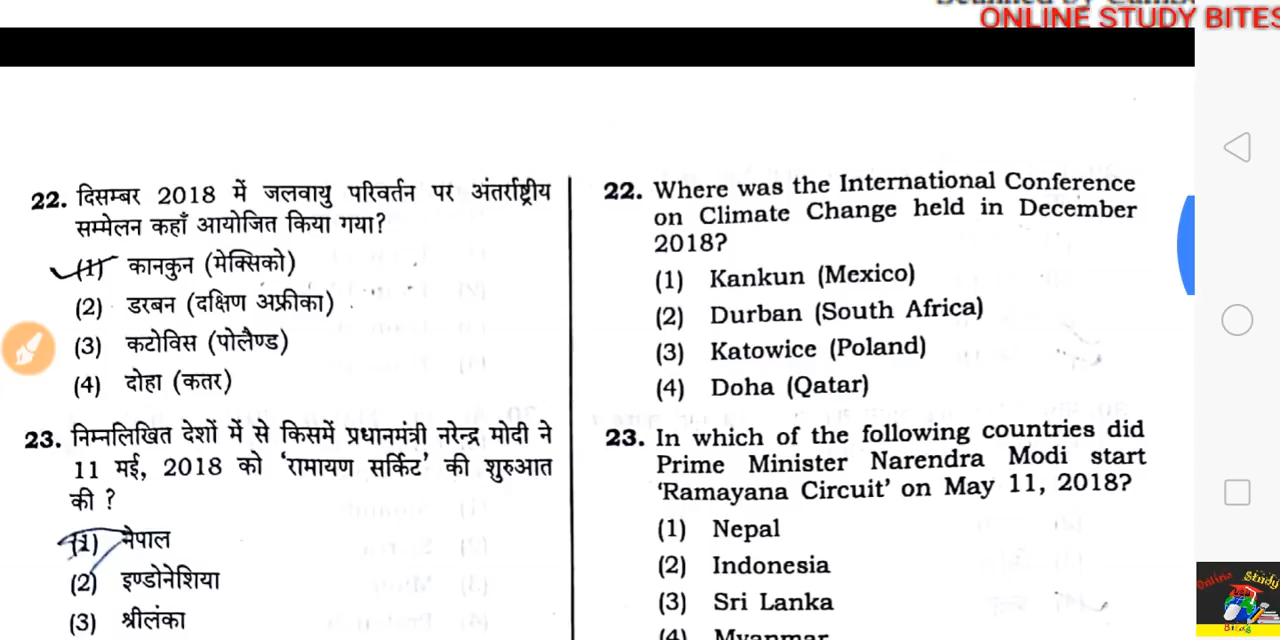 ONLINE STUDY BITES
22. दिसम्बर 2018 में जलवायु परिवर्तन पर अंतर्राष्ट्रीय
सम्मेलन कहाँ आयोजित किया गया?
(1) कानकुन (मेक्सिको)
(2) डरबन (दक्षिण अफ्रीका)
(3) कटोविस (पोलैण्ड)
(4) दोहा (कतर)
23. निम्नलिखित देशों में से किसमें प्रधानमंत्री नरेन्द्र मोदी ने
11 मई, 2018 को ‘रामायण सर्किट’ की शुरुआत
की ?
(1) नेपाल
(2) इण्डोनेशिया
(3) श्रीलंका
22. Where was the International Conference
on Climate Change held in December
2018?
(1) Kankun (Mexico)
(2) Durban (South Africa)
(3) Katowice (Poland)
(4) Doha (Qatar)
23. In which of the following countries did
Prime Minister Narendra Modi start
‘Ramayana Circuit’ on May 11, 2018?
(1) Nepal
(2) Indonesia
(3) Sri Lanka
(4) Myanmar
Online Study
Bites